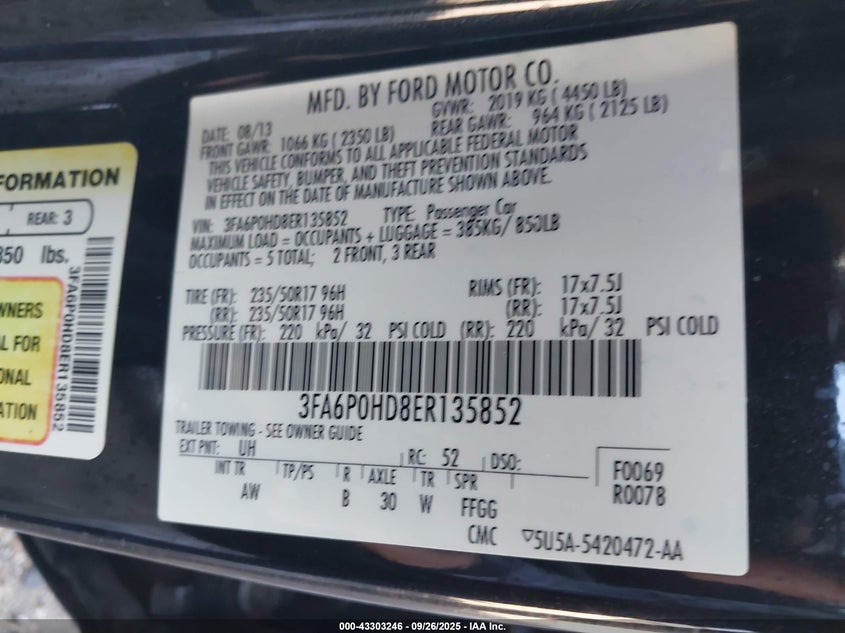 MFD. BY FORD MOTOR CO.
DATE: 08/13 GVWR: 2019 KG ( 4450 LB)
FRONT GAWR: 1066 KG ( 2350 LB) REAR GAWR: 964 KG ( 2125 LB)
THIS VEHICLE CONFORMS TO ALL APPLICABLE FEDERAL MOTOR
VEHICLE SAFETY, BUMPER, AND THEFT PREVENTION STANDARDS
IN EFFECT ON THE DATE OF MANUFACTURE SHOWN ABOVE.
VIN: 3FA6P0HD8ER135852 TYPE: Passenger Car
MAXIMUM LOAD = OCCUPANTS + LUGGAGE = 385KG/ 850LB
OCCUPANTS = 5 TOTAL; 2 FRONT, 3 REAR
TIRE (FR): 235/50R17 96H RIMS (FR): 17x7.5J
(RR): 235/50R17 96H (RR): 17x7.5J
PRESSURE (FR): 220 kPa/ 32 PSI COLD (RR): 220 kPa/ 32 PSI COLD
3FA6P0HD8ER135852
TRAILER TOWING - SEE OWNER GUIDE
EXT PNT: UH RC: 52 DSO:
INT TR TP/PS R AXLE TR SPR
AW B 30 W FFGG
F0069
R0078
CMC ▽5U5A-5420472-AA
FORMATION
REAR: 3
350 lbs.
WNERS
AL FOR
ONAL
ATION
3FA6P0HD8ER135852
000-43303246 - 09/26/2025 - IAA Inc.